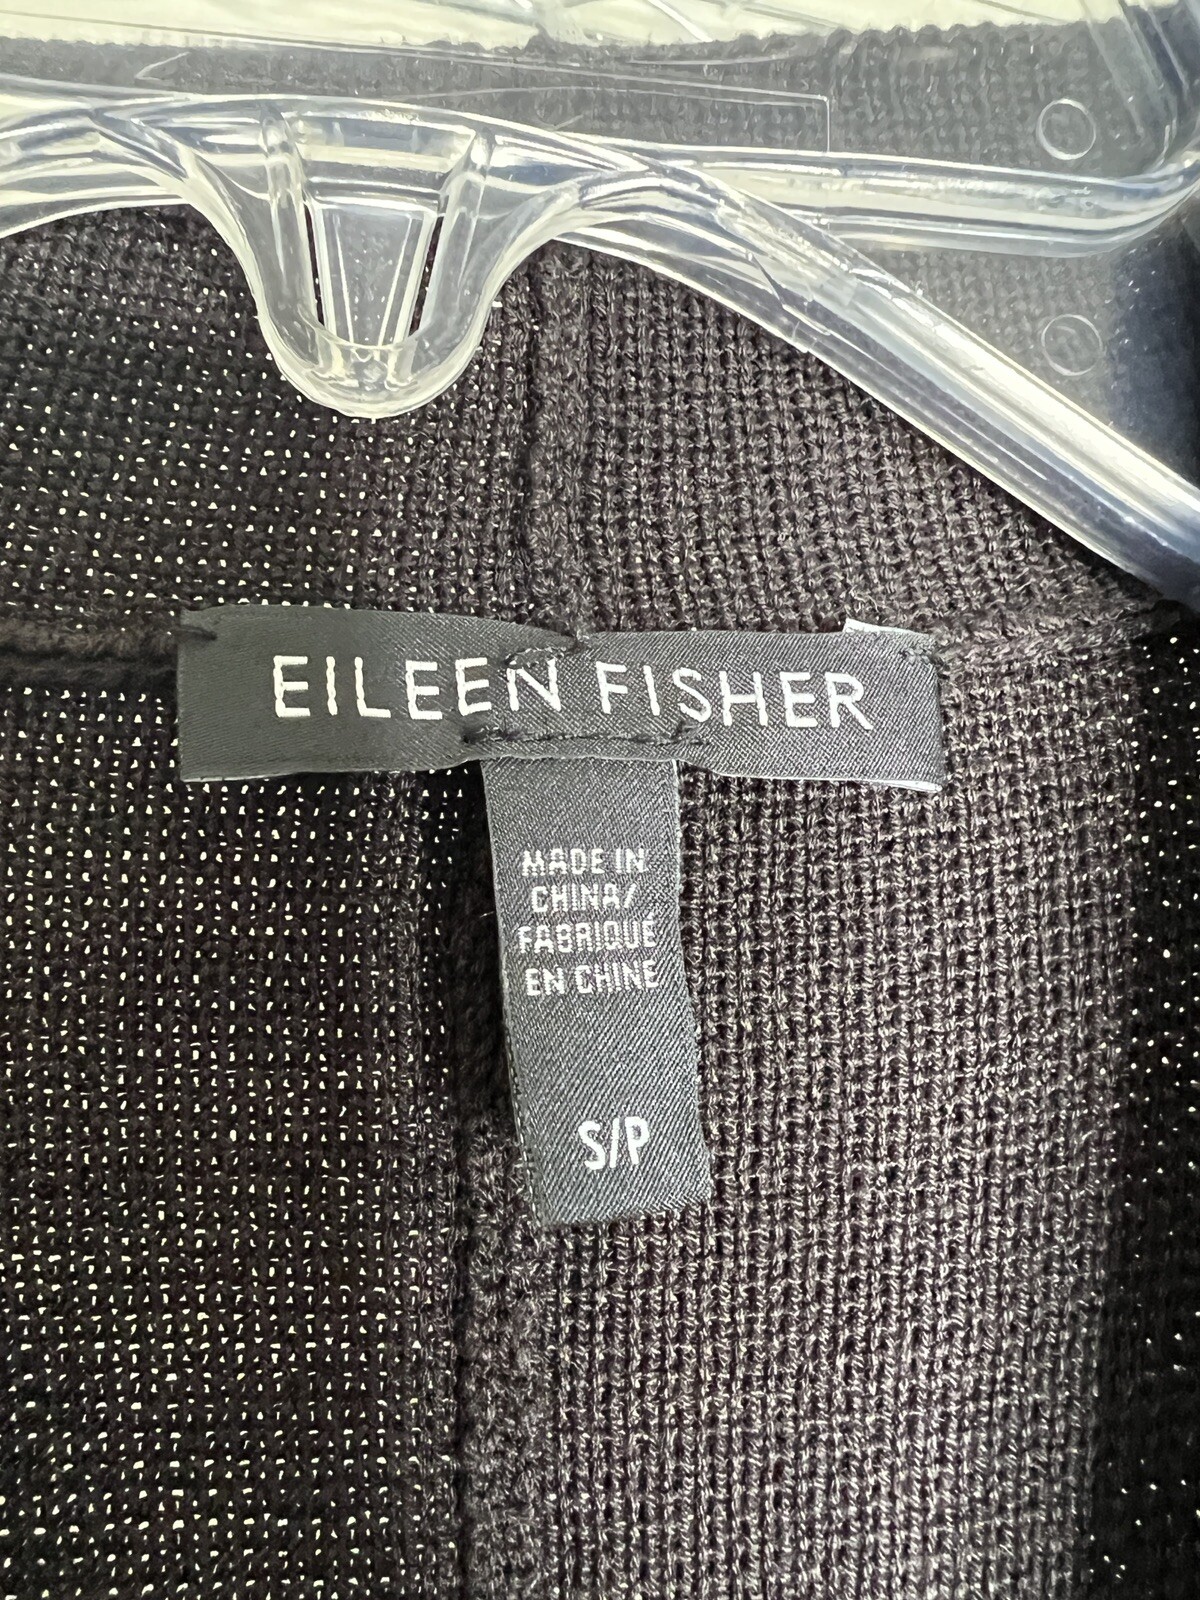 EILEEN FISHER
MADE IN
CHINA/
FABRIQUÉ
EN CHINE
S/P